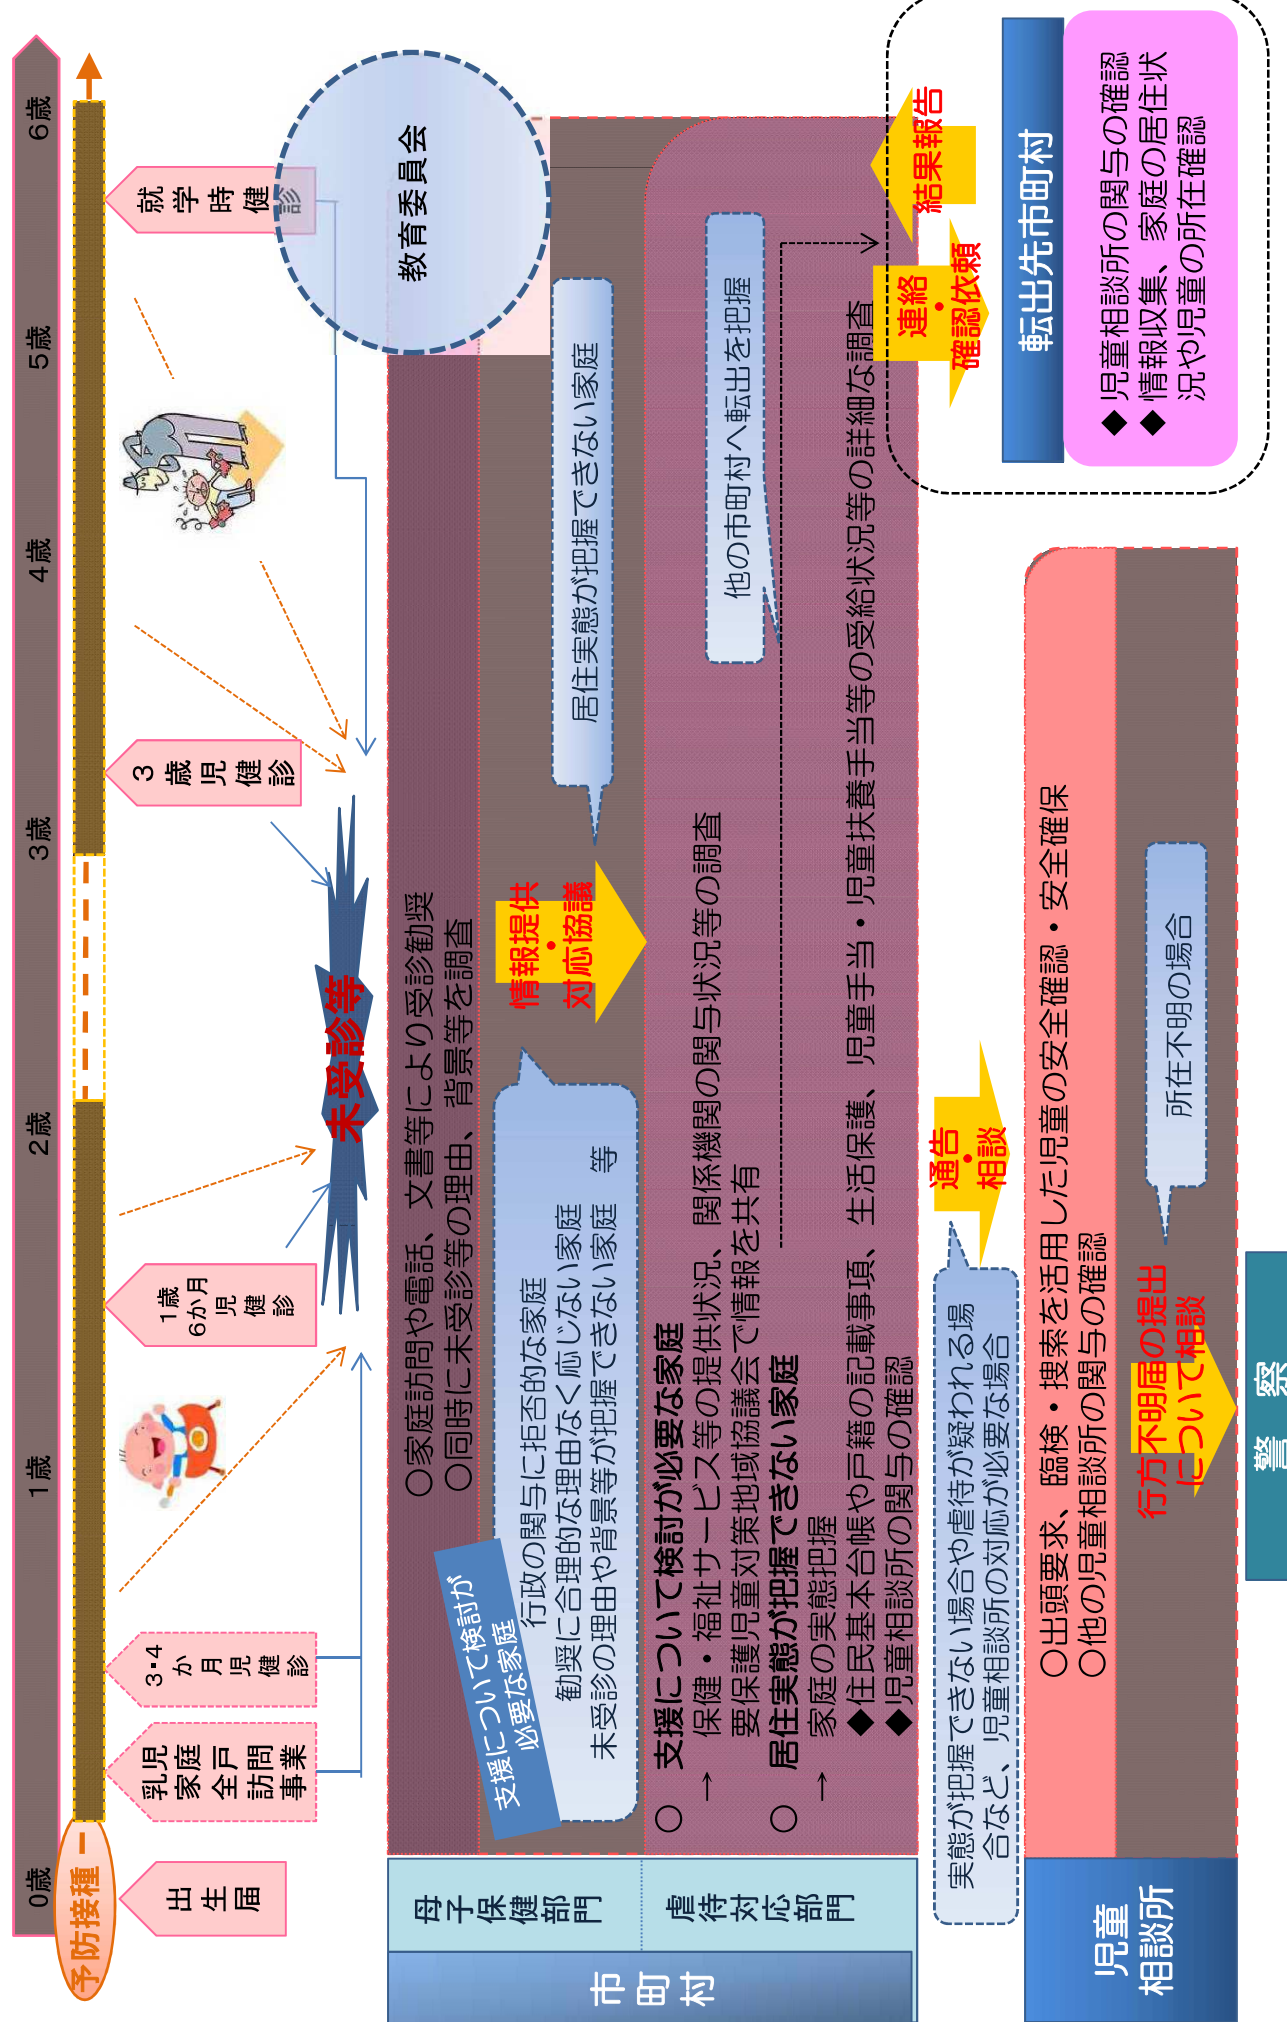 0歳
1歳
2歳
3歳
4歳
5歳
6歳
予防接種
出生届
乳児
家庭
全戸
訪問
事業
3・4
か月児健診
1歳
6か月
児健診
3歳児健診
就学時健診
未受診等
教育委員会
市町村
母子保健部門
○家庭訪問や電話、文書等により受診勧奨
○同時に未受診等の理由、背景等を調査
支援について検討が
必要な家庭
行政の関与に拒否的な家庭
勧奨に合理的な理由なく応じない家庭
未受診の理由や背景等が把握できない家庭 等
情報提供
・
対応協議
居住実態が把握できない家庭
虐待対応部門
○ 支援について検討が必要な家庭
→ 保健・福祉サービス等の提供状況、関係機関の関与状況等の調査
要保護児童対策地域協議会で情報を共有
○ 居住実態が把握できない家庭
→ 家庭の実態把握
◆住民基本台帳や戸籍の記載事項、生活保護、児童手当・児童扶養手当等の受給状況等の詳細な調査
◆児童相談所の関与の確認
他の市町村へ転出を把握
連絡
・
確認依頼
結果報告
転出先市町村
◆児童相談所の関与の確認
◆情報収集、家庭の居住状
況や児童の所在確認
実態が把握できない場合や虐待が疑われる場
合など、児童相談所の対応が必要な場合
通告
・
相談
児童
相談所
○出頭要求、臨検・捜索を活用した児童の安全確認・安全確保
○他の児童相談所の関与の確認
行方不明届の提出
について相談
所在不明の場合
警察